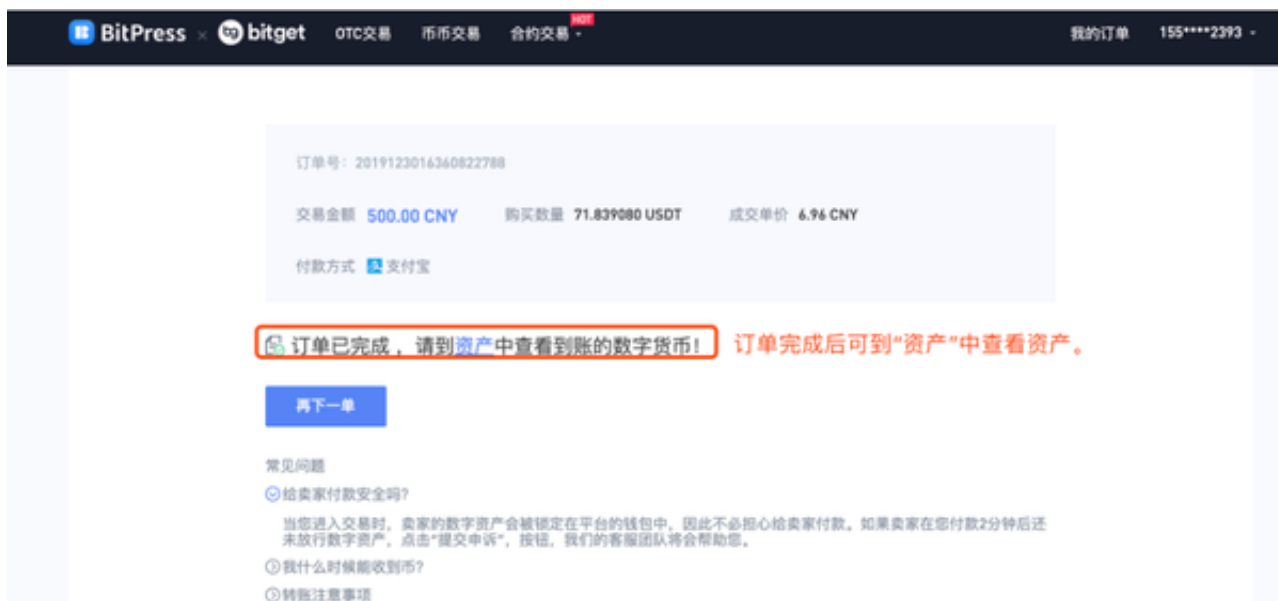 BitPress × bitget OTC交易 币币交易 合约交易 HOT 我的订单 155****2393
订单号: 2019123016360822788
交易金额 500.00 CNY 购买数量 71.839080 USDT 成交单价 6.96 CNY
付款方式 支付宝
订单已完成，请到资产中查看到账的数字货币! 订单完成后可到“资产”中查看资产。
再下一单
常见问题
给卖家付款安全吗?
当您进入交易时，卖家的数字资产会被锁定在平台的钱包中，因此不必担心给卖家付款。如果卖家在您付款2分钟后还
未放行数字资产，点击“提交申诉”，按钮，我们的客服团队将会帮助您。
我什么时候能收到币?
转账注意事项